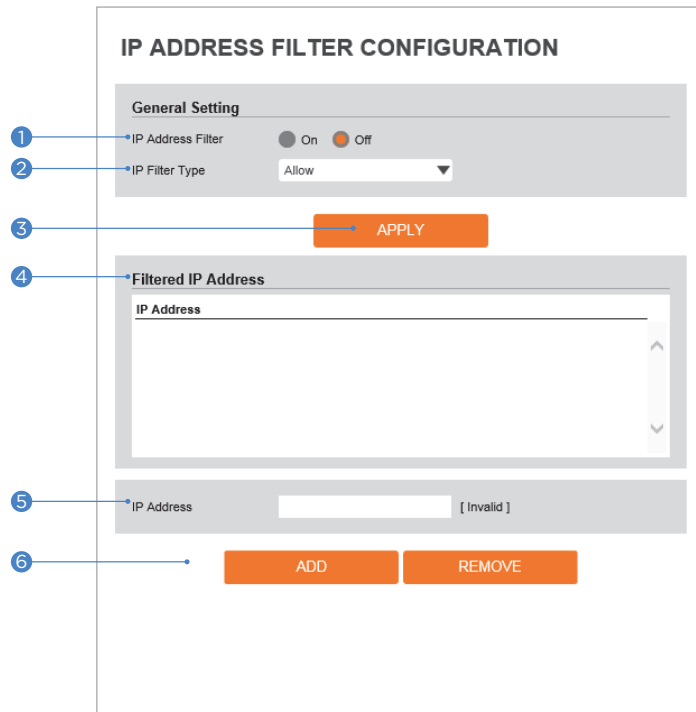 IP ADDRESS FILTER CONFIGURATION
General Setting
1 IP Address Filter On Off
2 IP Filter Type Allow
3 APPLY
4 Filtered IP Address
IP Address
5 IP Address [ Invalid ]
6 ADD REMOVE